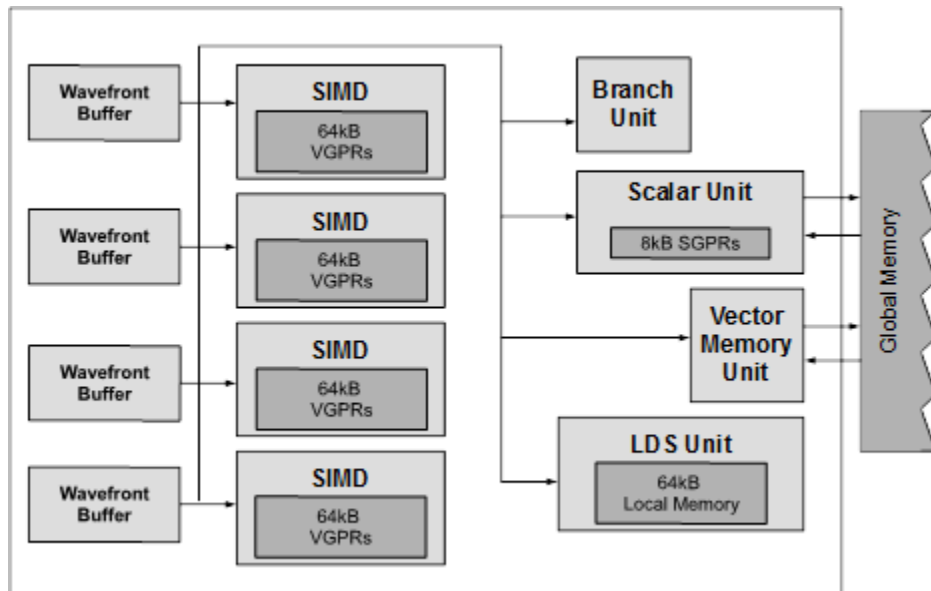 Wavefront
Buffer
SIMD
64kB
VGPRs
Wavefront
Buffer
SIMD
64kB
VGPRs
Wavefront
Buffer
SIMD
64kB
VGPRs
Wavefront
Buffer
SIMD
64kB
VGPRs
Branch
Unit
Scalar Unit
8kB SGPRs
Vector
Memory
Unit
LDS Unit
64kB
Local Memory
Global Memory